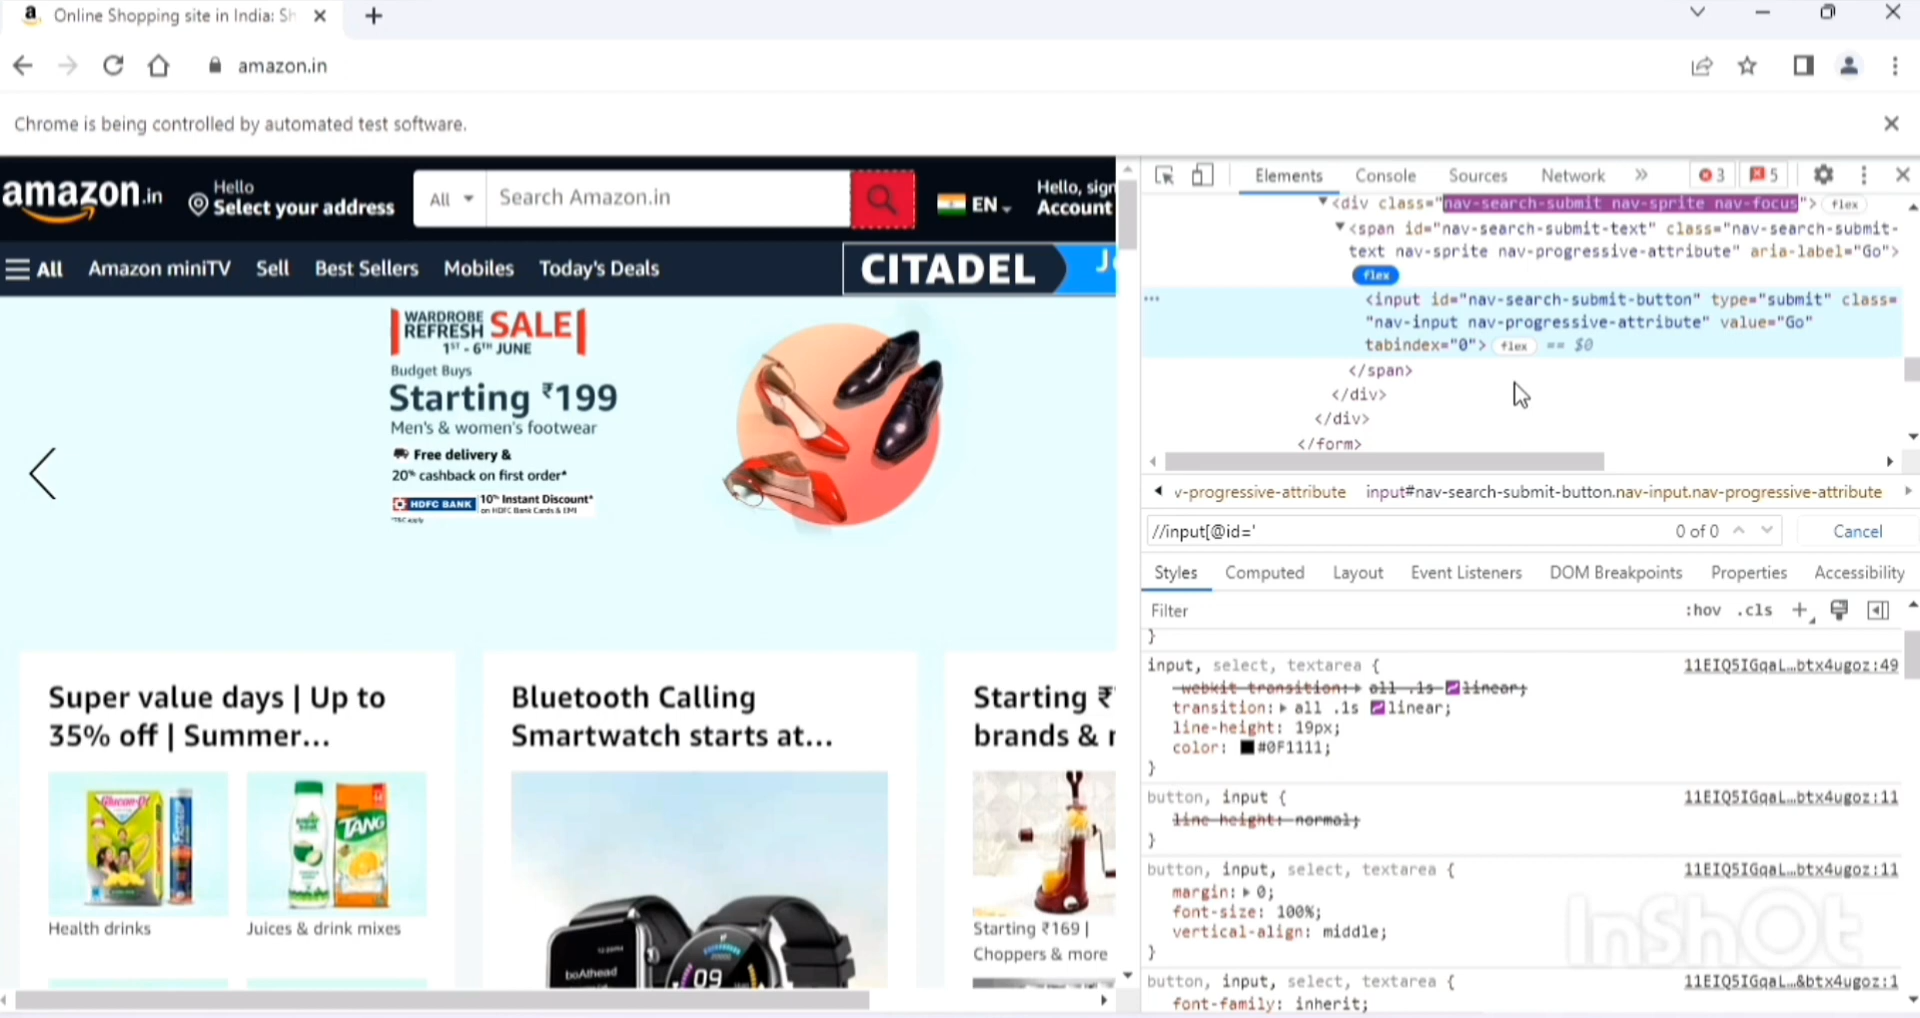 Online Shopping site in India: Sh
amazon.in
Chrome is being controlled by automated test software.
amazon.in
Hello
Select your address
All
Search Amazon.in
EN
Hello, sign
Account
All
Amazon miniTV
Sell
Best Sellers
Mobiles
Today's Deals
CITADEL
WARDROBE
REFRESH SALE
1ST - 6TH JUNE
Budget Buys
Starting ₹199
Men's & women's footwear
Free delivery &
20% cashback on first order*
HDFC BANK
10% Instant Discount*
on HDFC Bank Cards & EMI
*T&C apply
Super value days | Up to
35% off | Summer...
Health drinks
Juices & drink mixes
Bluetooth Calling
Smartwatch starts at...
boAthead
09
TANG
Starting ₹
brands &
Starting ₹169 |
Choppers & more
Elements
Console
Sources
Network
3
5
<div class="nav-search-submit nav-sprite nav-focus"> flex
<span id="nav-search-submit-text" class="nav-search-submit-
text nav-sprite nav-progressive-attribute" aria-label="Go">
flex
<input id="nav-search-submit-button" type="submit" class=
"nav-input nav-progressive-attribute" value="Go"
tabindex="0"> flex == $0
</span>
</div>
</div>
</form>
v-progressive-attribute
input#nav-search-submit-button.nav-input.nav-progressive-attribute
//input[@id='
0 of 0
Cancel
Styles
Computed
Layout
Event Listeners
DOM Breakpoints
Properties
Accessibility
Filter
:hov
.cls
}
input, select, textarea {
11EIQ5IGqaL…btx4ugoz:49
-webkit-transition: all .1s linear;
transition: all .1s linear;
line-height: 19px;
color: #0F1111;
}
button, input {
11EIQ5IGqaL…btx4ugoz:11
line-height: normal;
}
button, input, select, textarea {
11EIQ5IGqaL…btx4ugoz:11
margin: 0;
font-size: 100%;
vertical-align: middle;
}
button, input, select, textarea {
11EIQ5IGqaL…&btx4ugoz:1
font-family: inherit;
InShOt